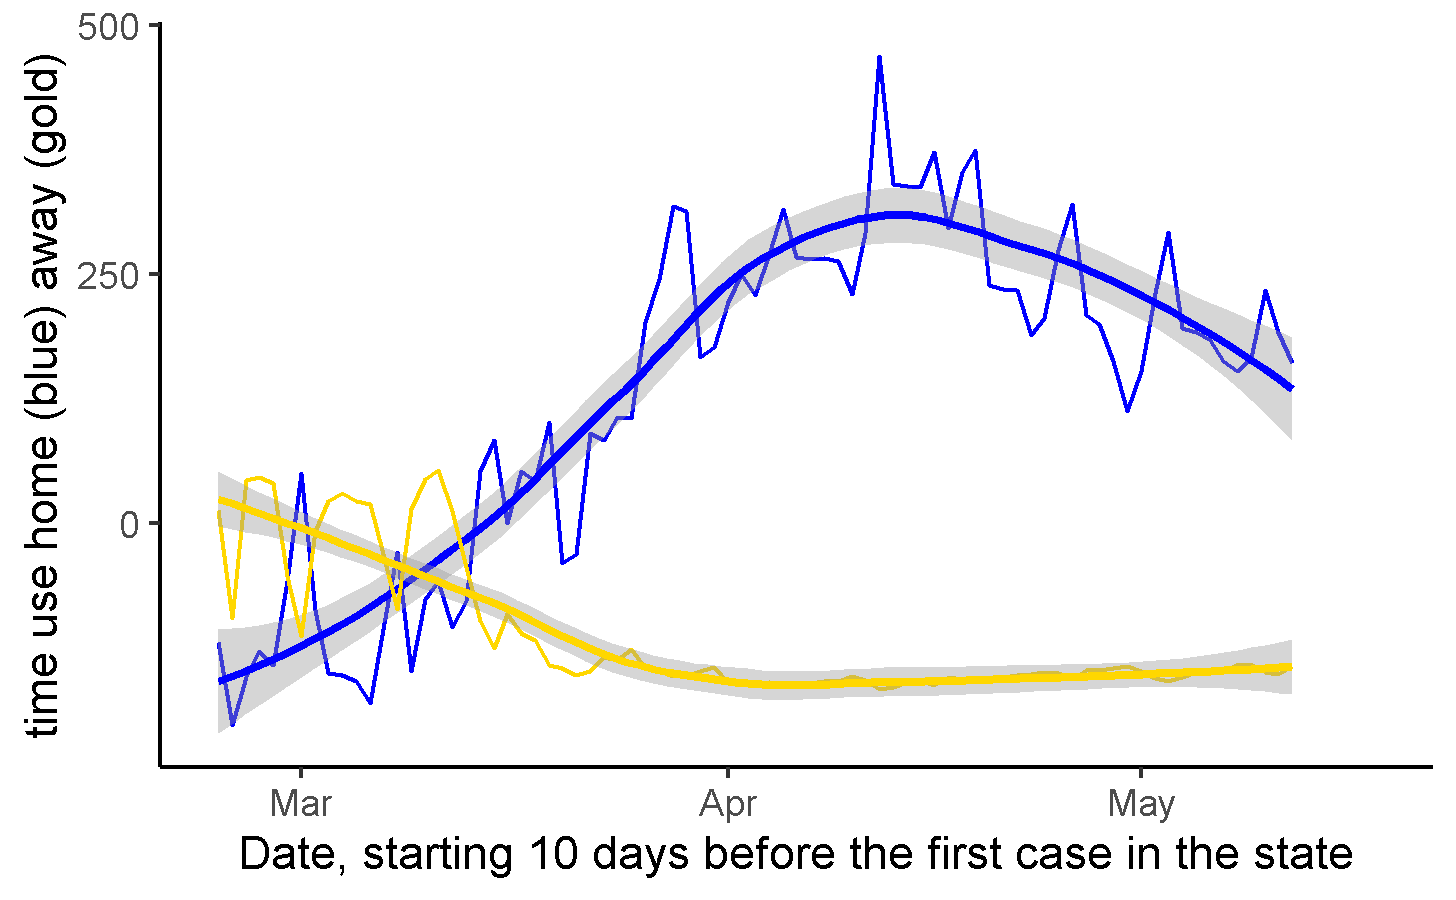 time use home (blue) away (gold)
500
250
0
Mar Apr May
Date, starting 10 days before the first case in the state